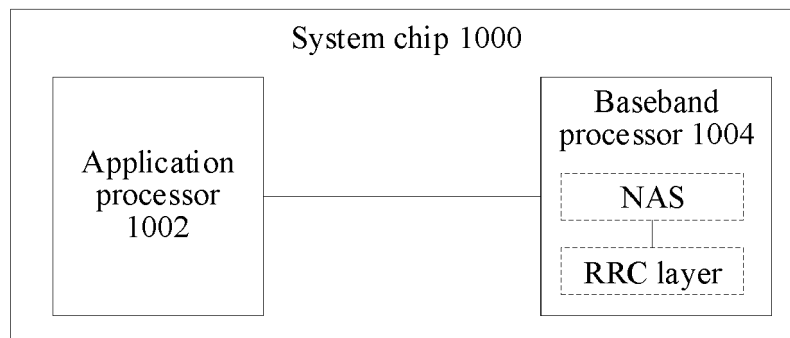 System chip 1000
Application
processor
1002
Baseband
processor 1004
NAS
RRC layer